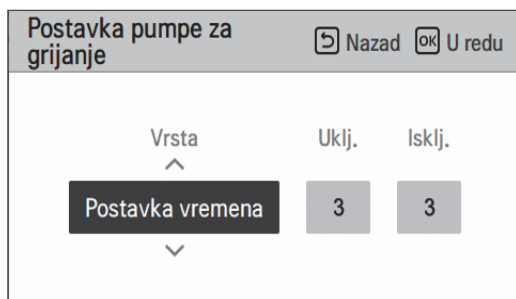 Postavka pumpe za
grijanje
Nazad OK U redu
Vrsta Uklj. Isklj.
Postavka vremena 3 3